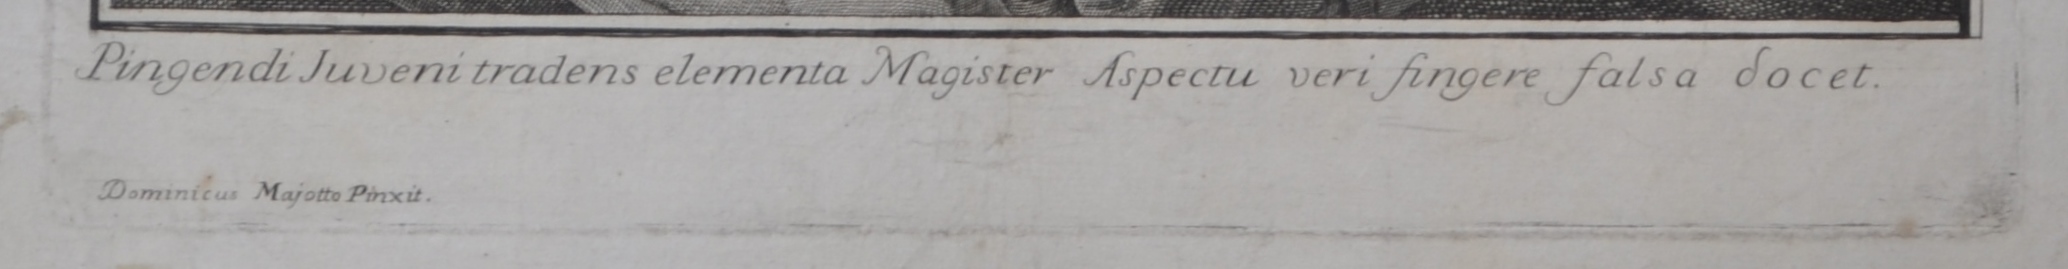 Pingendi Juveni tradens elementa Magister Aspectu veri fingere falsa docet.
Dominicus Majotto Pinxit.